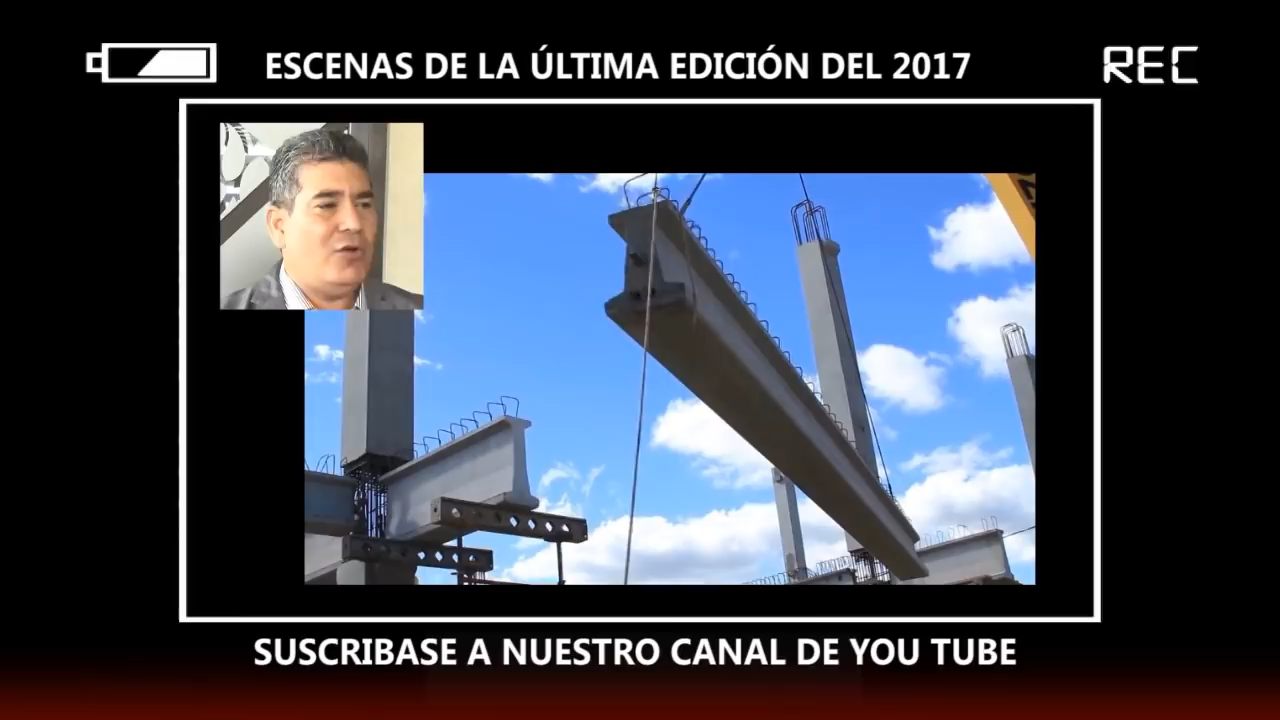 ESCENAS DE LA ÚLTIMA EDICIÓN DEL 2017
REC
SUSCRIBASE A NUESTRO CANAL DE YOU TUBE